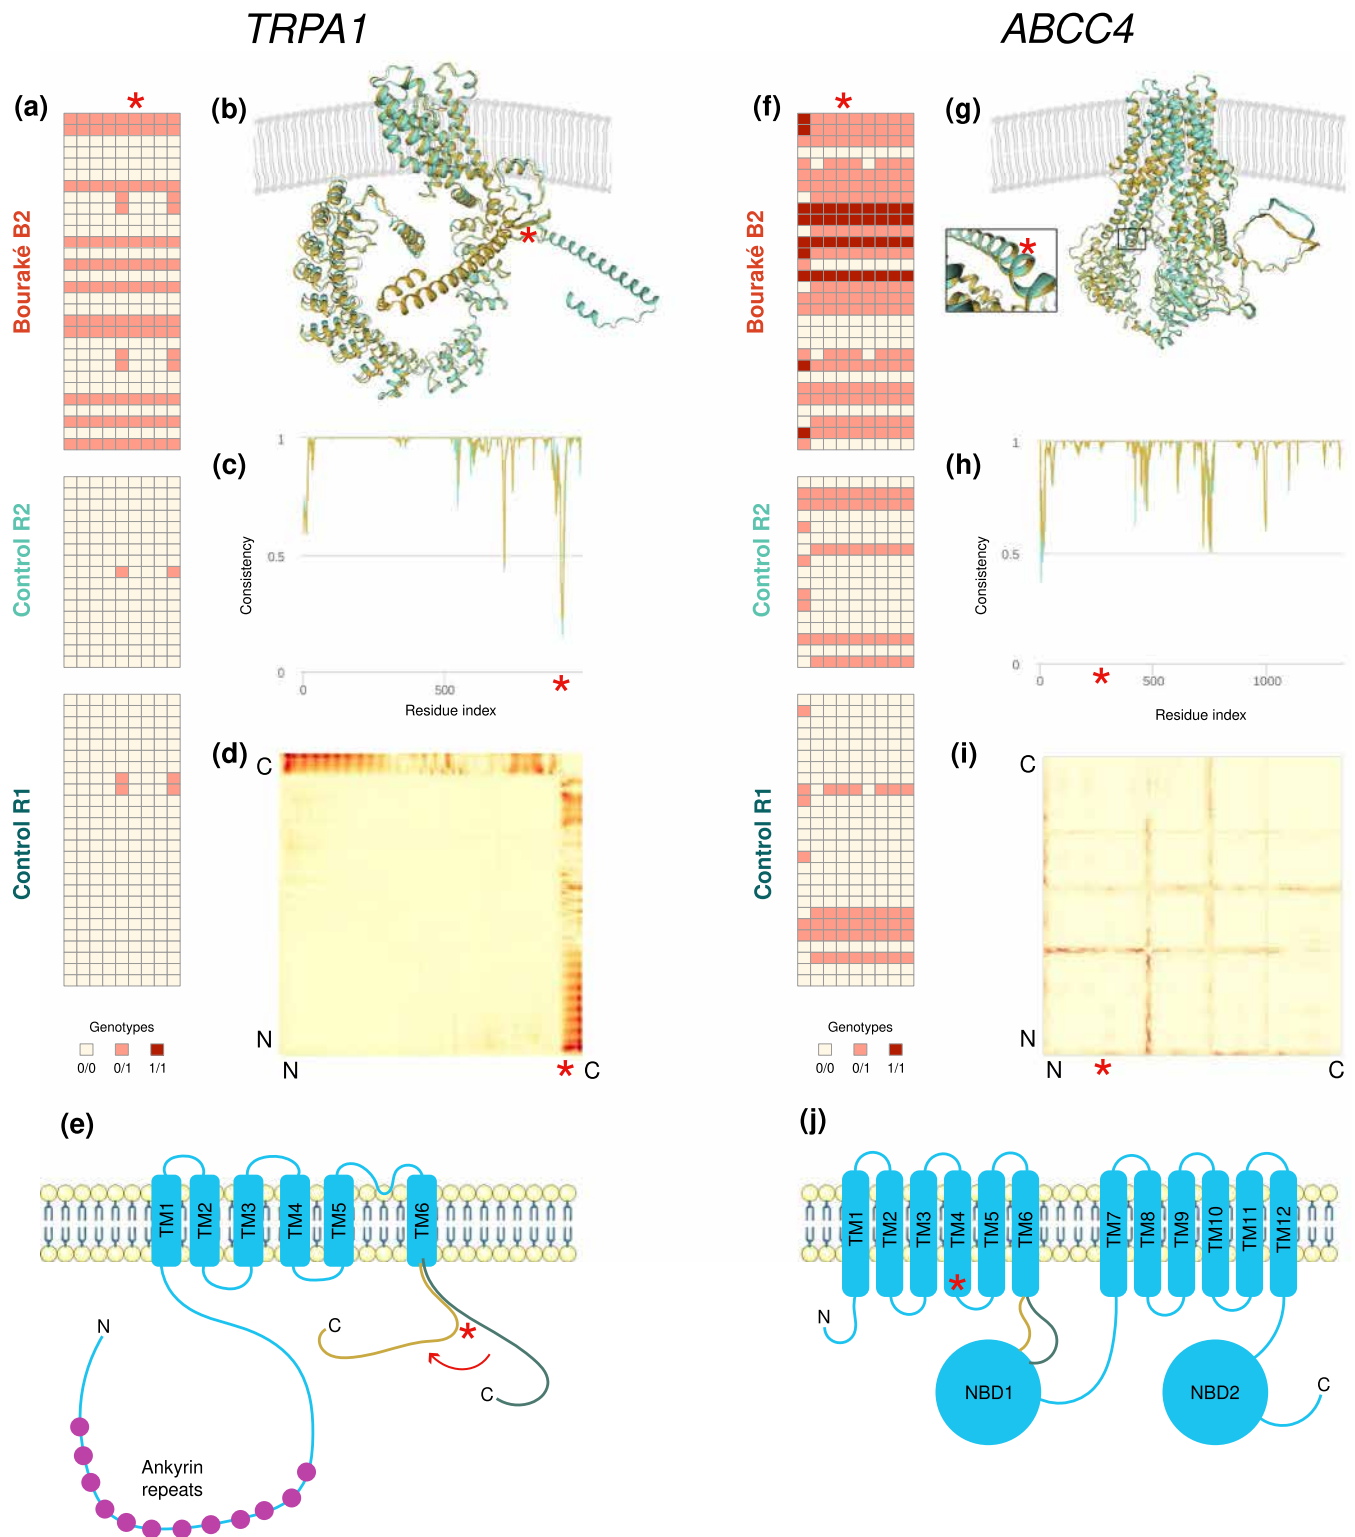 TRPA1
ABCC4
(a)
*
(b)
(f)
*
(g)
Bouraké B2
*
Bouraké B2
*
(c)
1
0.5
0
Consistency
0
500
*
Residue index
(h)
1
0.5
0
Consistency
0
*
500
1000
Residue index
Control R2
Control R2
Control R1
Control R1
(d)
C
N
N
*
C
(i)
C
N
N
*
C
Genotypes
0/0
0/1
1/1
Genotypes
0/0
0/1
1/1
(e)
TM1
TM2
TM3
TM4
TM5
TM6
N
C
*
C
Ankyrin
repeats
(j)
TM1
TM2
TM3
TM4
TM5
TM6
TM7
TM8
TM9
TM10
TM11
TM12
*
N
NBD1
NBD2
C